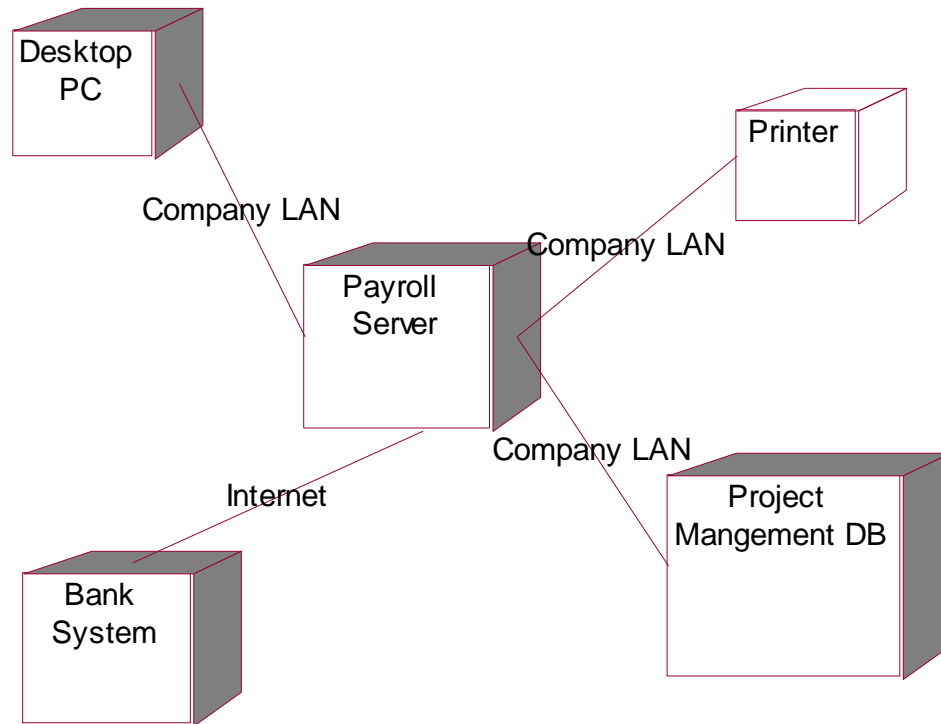 Desktop
PC
Printer
Company LAN
Company LAN
Payroll
Server
Company LAN
Internet
Project
Mangement DB
Bank
System